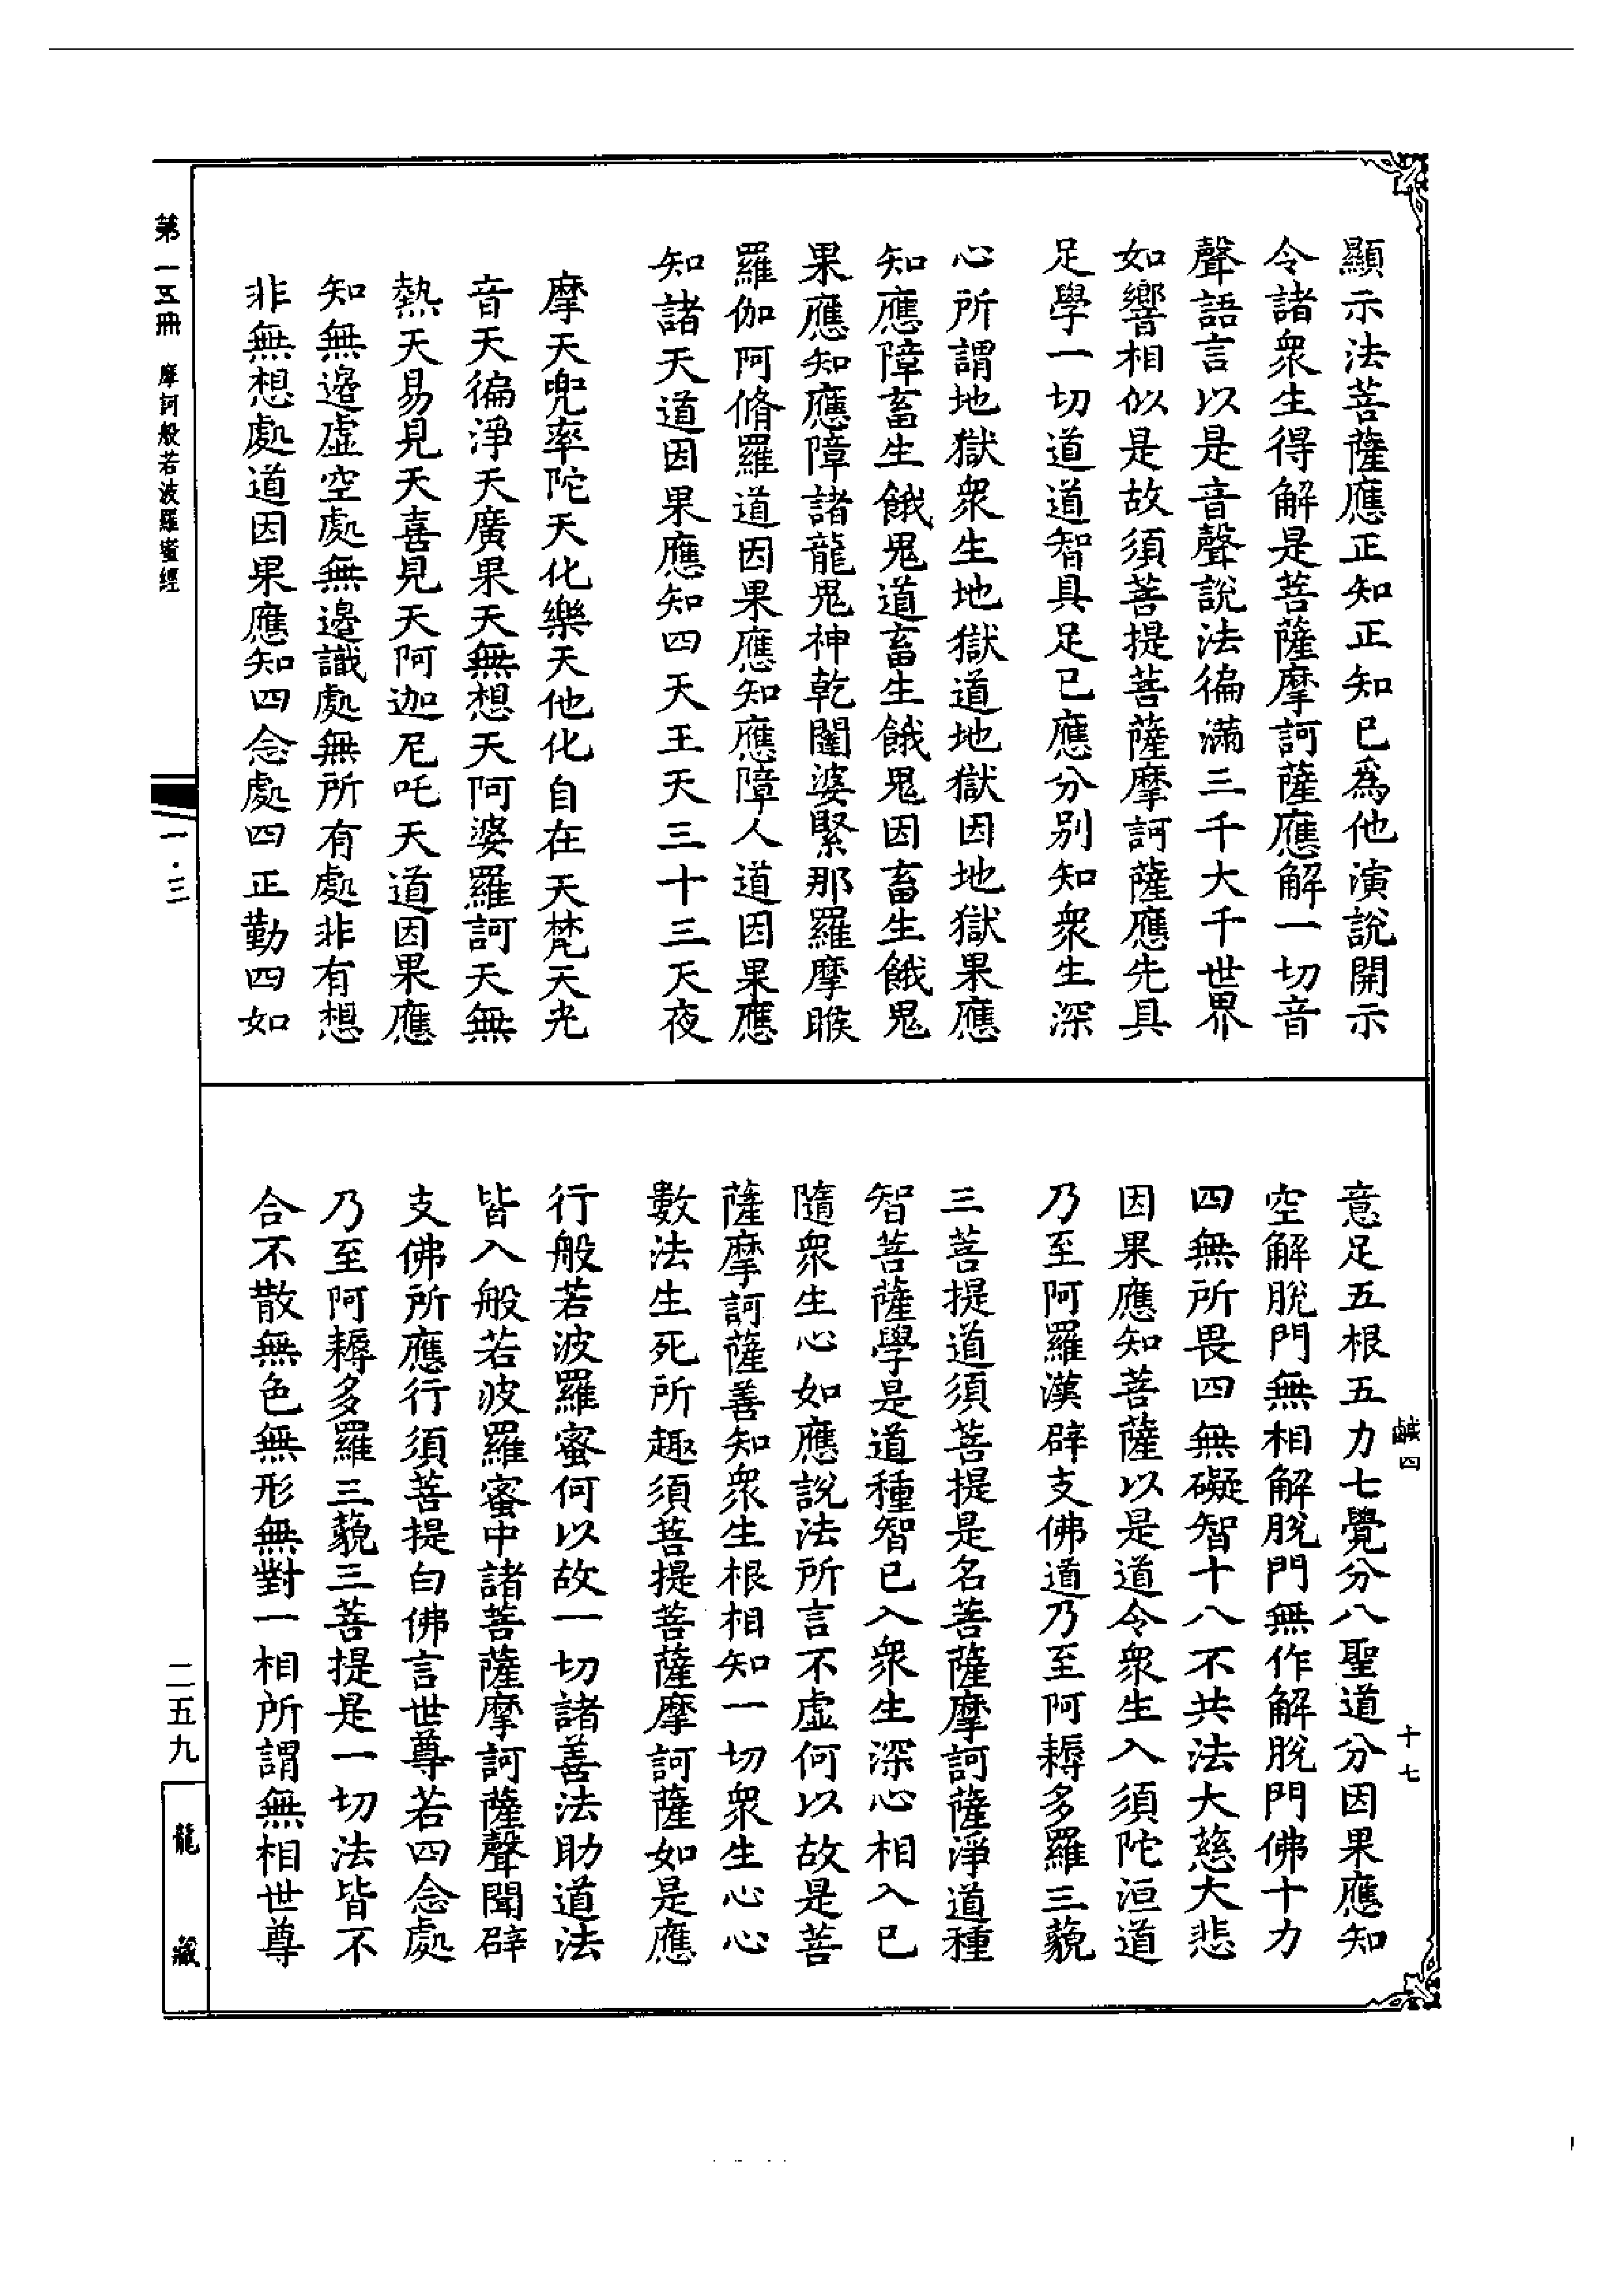 顯示法菩薩應正知正知已爲他演說開示
令諸衆生得解是菩薩摩訶薩應解一切音
聲語言以是音聲說法徧滿三千大千世界
如響相似是故須菩提菩薩摩訶薩應先具
足學一切道道智具足已應分別知衆生深
心所謂地獄衆生地獄道地獄因地獄果應
知應障畜生餓鬼道畜生餓鬼因畜生餓鬼
果應知應障諸龍鬼神乾闥婆緊那羅摩睺
羅伽阿脩羅道因果應知應障人道因果應
知諸天道因果應知四天王天三十三天夜
摩天兜率陀天化樂天他化自在天梵天光
音天徧淨天廣果天無想天阿婆羅訶天無
熱天易見天喜見天阿迦尼吒天道因果應
知無邊虛空處無邊識處無所有處非有想
非無想處道因果應知四念處四正勤四如
意足五根五力七覺分八聖道分因果應知
空解脫門無相解脫門無作解脫門佛十力
四無所畏四無礙智十八不共法大慈大悲
因果應知菩薩以是道令衆生入須陀洹道
乃至阿羅漢辟支佛道乃至阿耨多羅三藐
三菩提道須菩提是名菩薩摩訶薩淨道種
智菩薩學是道種智已入衆生深心相入已
隨衆生心如應說法所言不虛何以故是菩
薩摩訶薩善知衆生根相知一切衆生心心
數法生死所趣須菩提菩薩摩訶薩如是應
行般若波羅蜜何以故一切諸善法助道法
皆入般若波羅蜜中諸菩薩摩訶薩聲聞辟
支佛所應行須菩提白佛言世尊若四念處
乃至阿耨多羅三藐三菩提是一切法皆不
合不散無色無形無對一相所謂無相世尊
鹹四
十七
第一五冊 摩訶般若波羅蜜經
一·三
二五九
龍藏